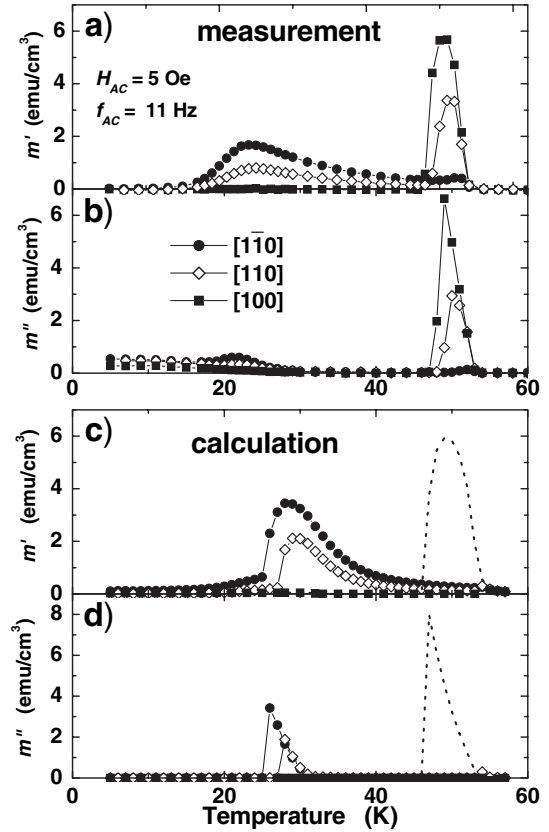 a) measurement
H_AC = 5 Oe
f_AC = 11 Hz
m' (emu/cm³)
6
4
2
0
b)
[11̄0]
[110]
[100]
m" (emu/cm³)
6
4
2
0
0 20 40 60
c) calculation
m' (emu/cm³)
6
4
2
0
d)
m" (emu/cm³)
8
6
4
2
0
0 20 40 60
Temperature (K)